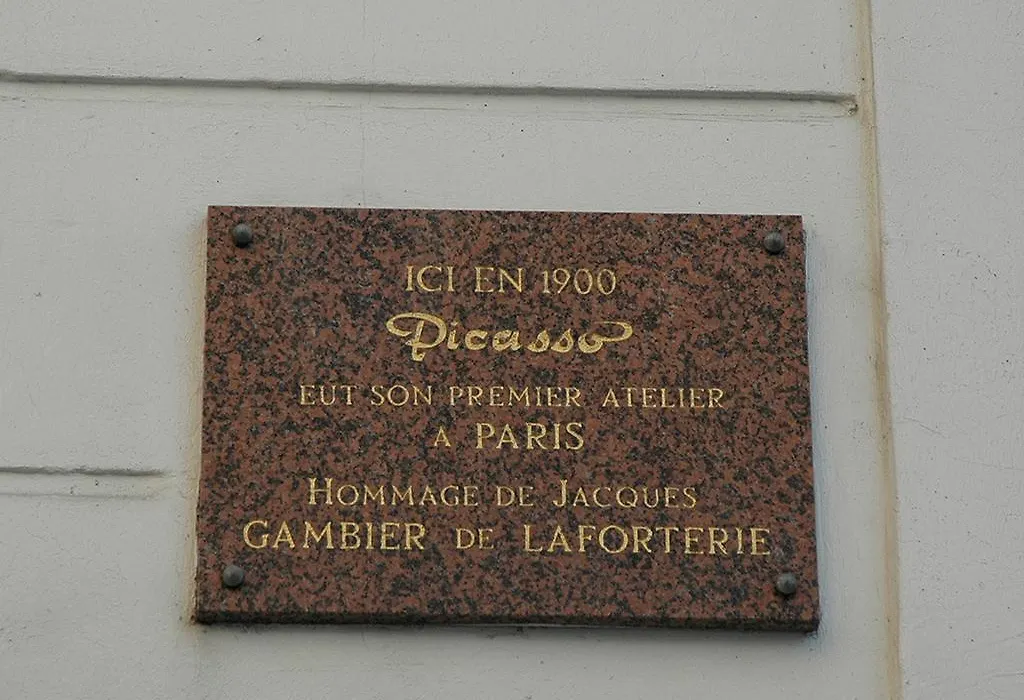 ICI EN 1900
Picasso
EUT SON PREMIER ATELIER
A PARIS
HOMMAGE DE JACQUES
GAMBIER DE LAFORTERIE